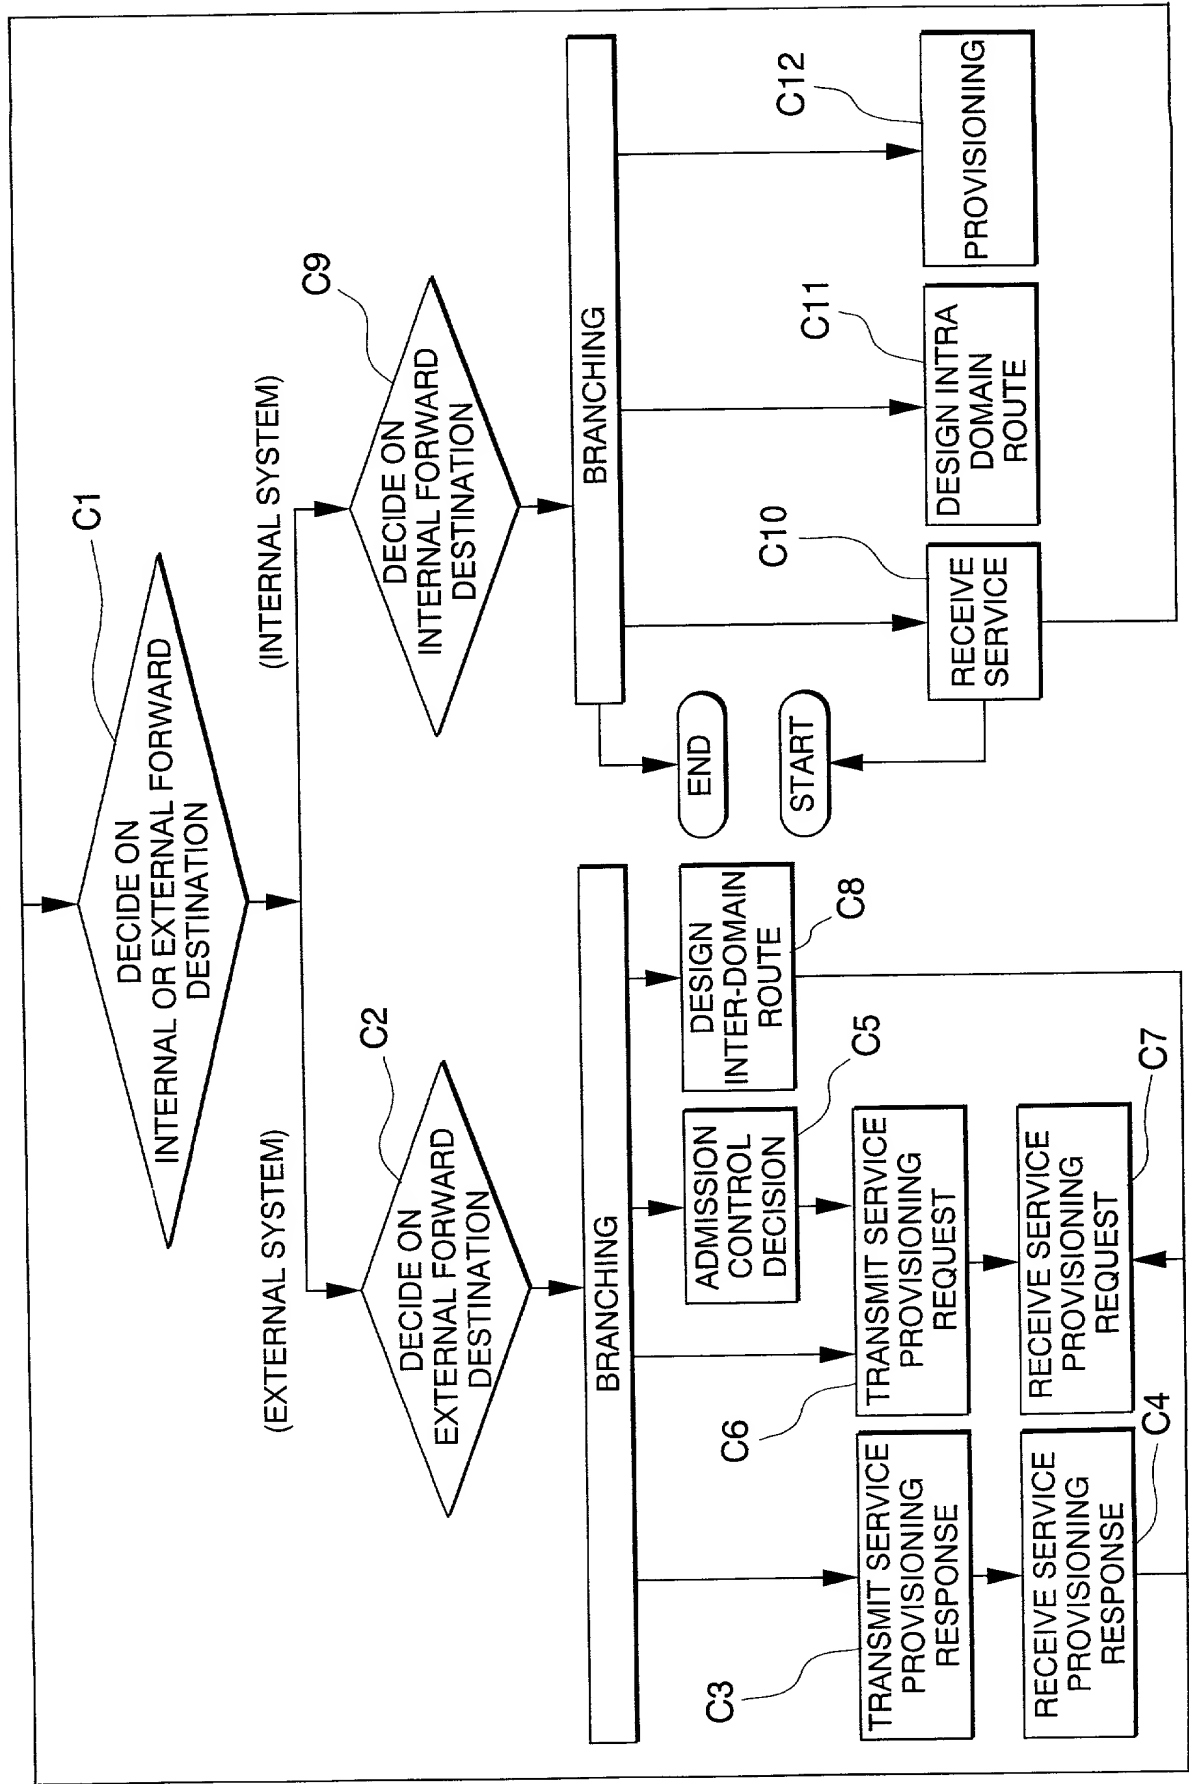 C1
DECIDE ON
INTERNAL OR EXTERNAL FORWARD
DESTINATION
(EXTERNAL SYSTEM)
(INTERNAL SYSTEM)
C2
DECIDE ON
EXTERNAL FORWARD
DESTINATION
C9
DECIDE ON
INTERNAL FORWARD
DESTINATION
BRANCHING
BRANCHING
C3
TRANSMIT SERVICE
PROVISIONING
RESPONSE
RECEIVE SERVICE
PROVISIONING
RESPONSE
C4
C6
TRANSMIT SERVICE
PROVISIONING
REQUEST
RECEIVE SERVICE
PROVISIONING
REQUEST
C7
ADMISSION
CONTROL
DECISION
C5
DESIGN
INTER-DOMAIN
ROUTE
C8
END
START
C10
RECEIVE
SERVICE
C11
DESIGN INTRA
DOMAIN
ROUTE
C12
PROVISIONING